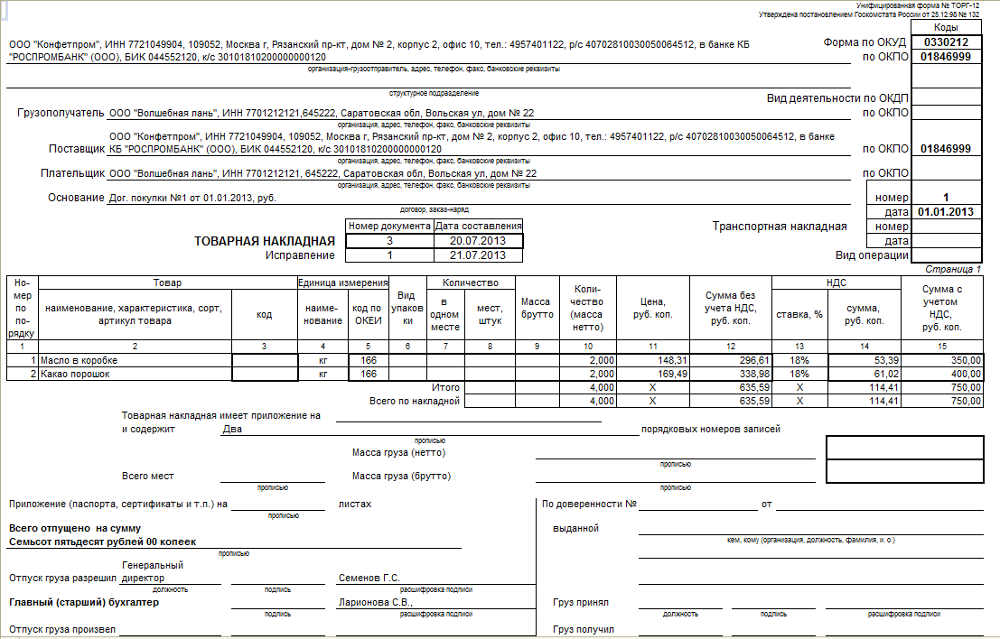 Унифицированная форма № ТОРГ-12
Утверждена постановлением Госкомстата России от 25.12.98 № 132
Коды
Форма по ОКУД 0330212
ООО "Конфетпром", ИНН 7721049904, 109052, Москва г, Рязанский пр-кт, дом № 2, корпус 2, офис 10, тел.: 4957401122, р/с 40702810030050064512, в банке КБ
"РОСПРОМБАНК" (ООО), БИК 044552120, к/с 30101810200000000120
по ОКПО 01846999
организация-грузоотправитель, адрес, телефон, факс, банковские реквизиты
структурное подразделение
Вид деятельности по ОКДП
Грузополучатель ООО "Волшебная лань", ИНН 7701212121,645222, Саратовская обл, Вольская ул, дом № 22 по ОКПО
организация, адрес, телефон, факс, банковские реквизиты
ООО "Конфетпром", ИНН 7721049904, 109052, Москва г, Рязанский пр-кт, дом № 2, корпус 2, офис 10, тел.: 4957401122, р/с 40702810030050064512, в банке
Поставщик КБ "РОСПРОМБАНК" (ООО), БИК 044552120, к/с 30101810200000000120 по ОКПО 01846999
организация, адрес, телефон, факс, банковские реквизиты
Плательщик ООО "Волшебная лань", ИНН 7701212121, 645222, Саратовская обл, Вольская ул, дом № 22 по ОКПО
организация, адрес, телефон, факс, банковские реквизиты
Основание Дог. покупки №1 от 01.01.2013, руб. номер 1
договор, заказ-наряд
дата 01.01.2013
Номер документа Дата составления
Транспортная накладная номер
ТОВАРНАЯ НАКЛАДНАЯ 3 20.07.2013 дата
Исправление 1 21.07.2013 Вид операции
Страница 1
Но-
мер
по
по-
рядку
Товар
наименование, характеристика, сорт,
артикул товара
код
Единица измерения
наиме-
нование
код по
ОКЕИ
Вид
упаков
ки
Количество
в
одном
месте
мест,
штук
Масса
брутто
Коли-
чество
(масса
нетто)
Цена,
руб. коп.
Сумма без
учета НДС,
руб. коп.
НДС
ставка, %
сумма,
руб. коп.
Сумма с
учетом
НДС,
руб. коп.
1 2 3 4 5 6 7 8 9 10 11 12 13 14 15
1 Масло в коробке кг 166 2,000 148,31 296,61 18% 53,39 350,00
2 Какао порошок кг 166 2,000 169,49 338,98 18% 61,02 400,00
Итого 4,000 X 635,59 X 114,41 750,00
Всего по накладной 4,000 X 635,59 X 114,41 750,00
Товарная накладная имеет приложение на
и содержит Два порядковых номеров записей
прописью
Масса груза (нетто)
прописью
Всего мест Масса груза (брутто)
прописью прописью
Приложение (паспорта, сертификаты и т.п.) на листах По доверенности № от
прописью
Всего отпущено на сумму выданной
Семьсот пятьдесят рублей 00 копеек кем, кому (организация, должность, фамилия, и. о.)
прописью
Генеральный
Отпуск груза разрешил директор Семенов Г.С.
должность подпись расшифровка подписи
Главный (старший) бухгалтер Ларионова С.В., Груз принял
подпись расшифровка подписи должность подпись расшифровка подписи
Отпуск груза произвел Груз получил